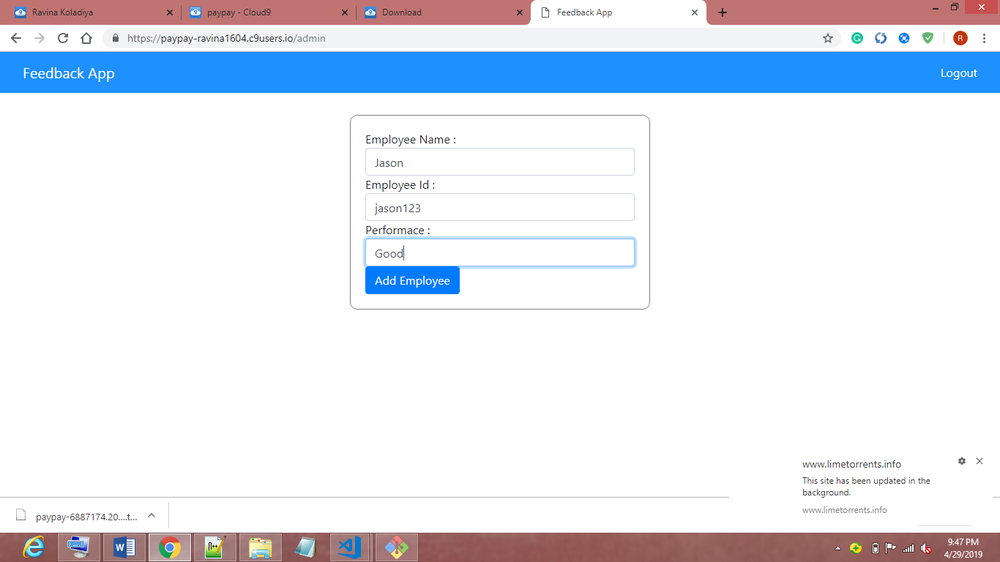 Ravina Koladiya
paypay - Cloud9
Download
Feedback App
https://paypay-ravina1604.c9users.io/admin
R
Feedback App
Logout
Employee Name :
Jason
Employee Id :
jason123
Performace :
Good
Add Employee
www.limetorrents.info
This site has been updated in the
background.
www.limetorrents.info
paypay-6887174.20....t...
9:47 PM
4/29/2019